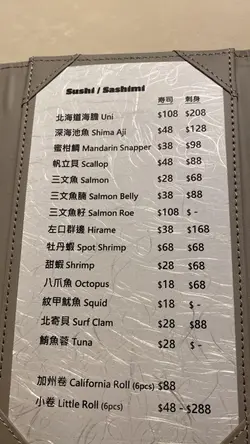 Sushi / Sashimi
壽司 刺身
北海道海膽 Uni $108 $208
深海池魚 Shima Aji $48 $128
蜜柑鯛 Mandarin Snapper $38 $98
帆立貝 Scallop $48 $88
三文魚 Salmon $28 $68
三文魚腩 Salmon Belly $38 $88
三文魚籽 Salmon Roe $108 $ -
左口群邊 Hirame $38 $168
牡丹蝦 Spot Shrimp $68 $68
甜蝦 Shrimp $28 $68
八爪魚 Octopus $18 $68
紋甲魷魚 Squid $18 $ -
北寄貝 Surf Clam $28 $88
鮪魚蓉 Tuna $28 $ -
加州卷 California Roll (6pcs) $88
小卷 Little Roll (6pcs) $48 - $288